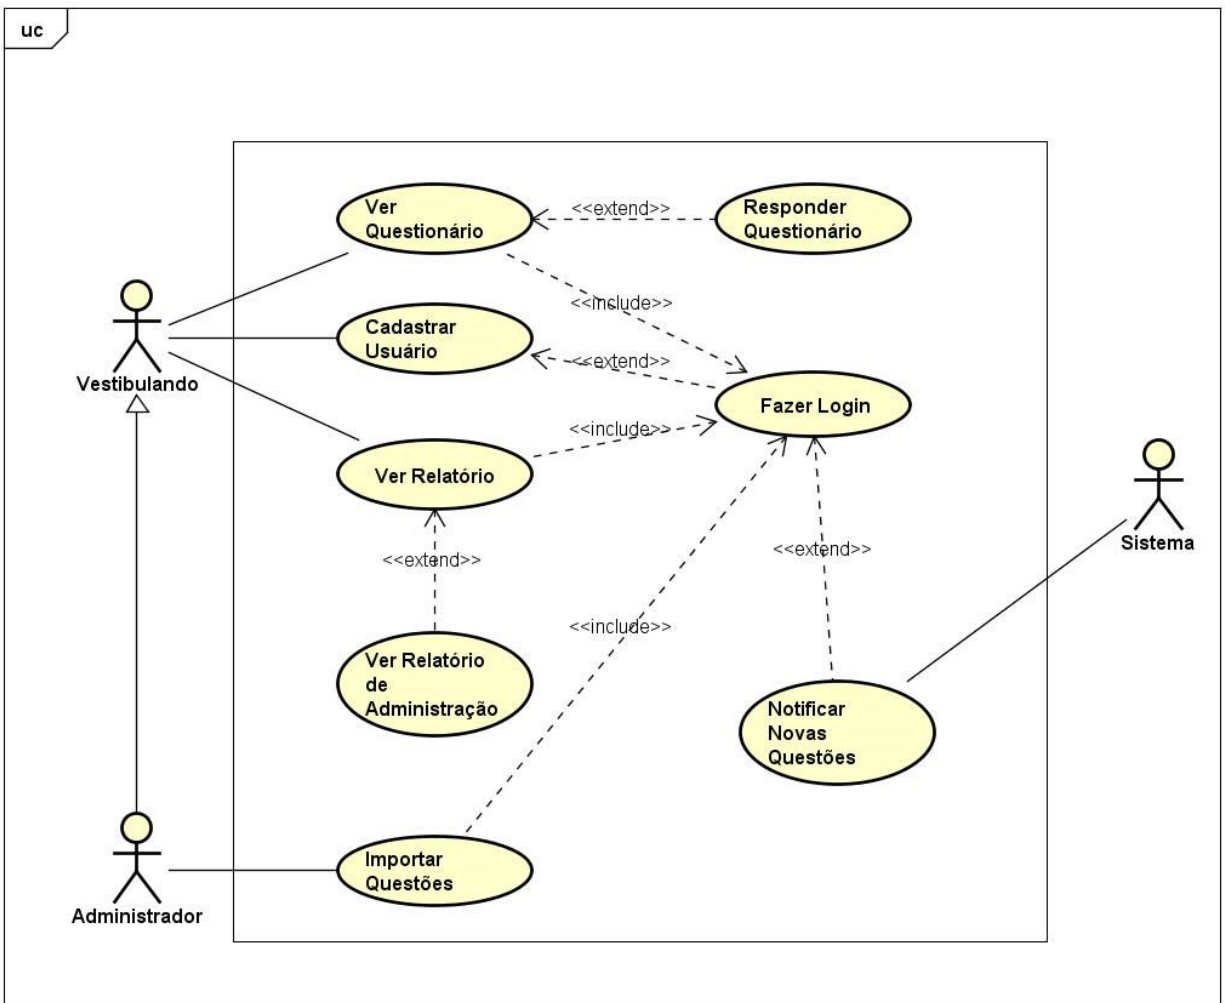 uc
Ver
Questionário
<<extend>>
Responder
Questionário
<<include>>
Cadastrar
Usuário
<<extend>>
Vestibulando
Fazer Login
<<include>>
Ver Relatório
Sistema
<<extend>>
<<extend>>
<<include>>
Ver Relatório
de
Administração
Notificar
Novas
Questões
Importar
Questões
Administrador